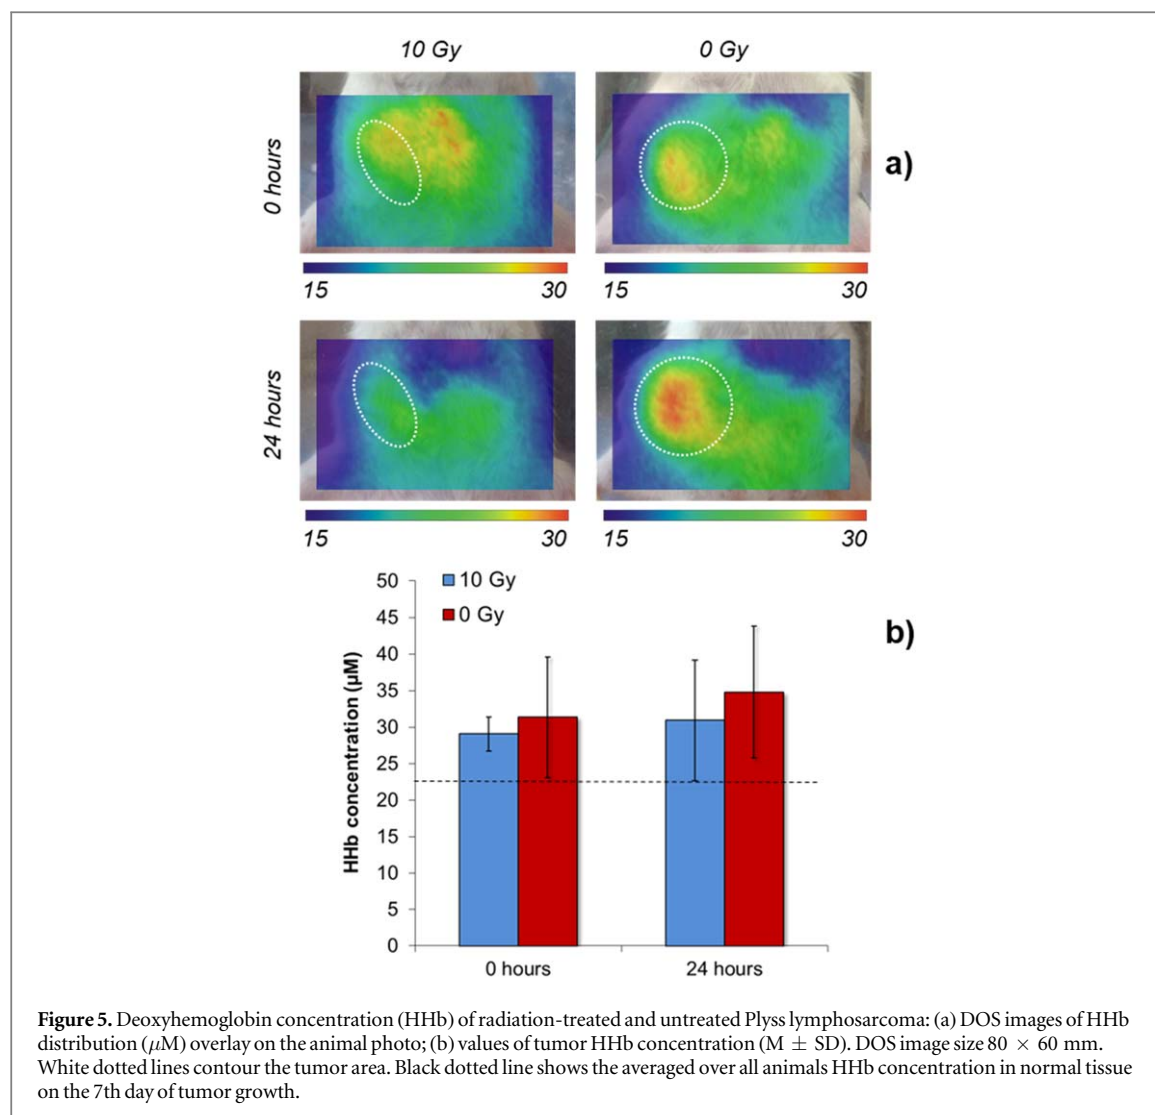 10 Gy
0 Gy
0 hours
a)
15
30
15
30
24 hours
15
30
15
30
10 Gy
0 Gy
b)
HHb concentration (µM)
50
45
40
35
30
25
20
15
10
5
0
0 hours
24 hours
Figure 5. Deoxyhemoglobin concentration (HHb) of radiation-treated and untreated Plyss lymphosarcoma: (a) DOS images of HHb
distribution (μM) overlay on the animal photo; (b) values of tumor HHb concentration (M ± SD). DOS image size 80 × 60 mm.
White dotted lines contour the tumor area. Black dotted line shows the averaged over all animals HHb concentration in normal tissue
on the 7th day of tumor growth.